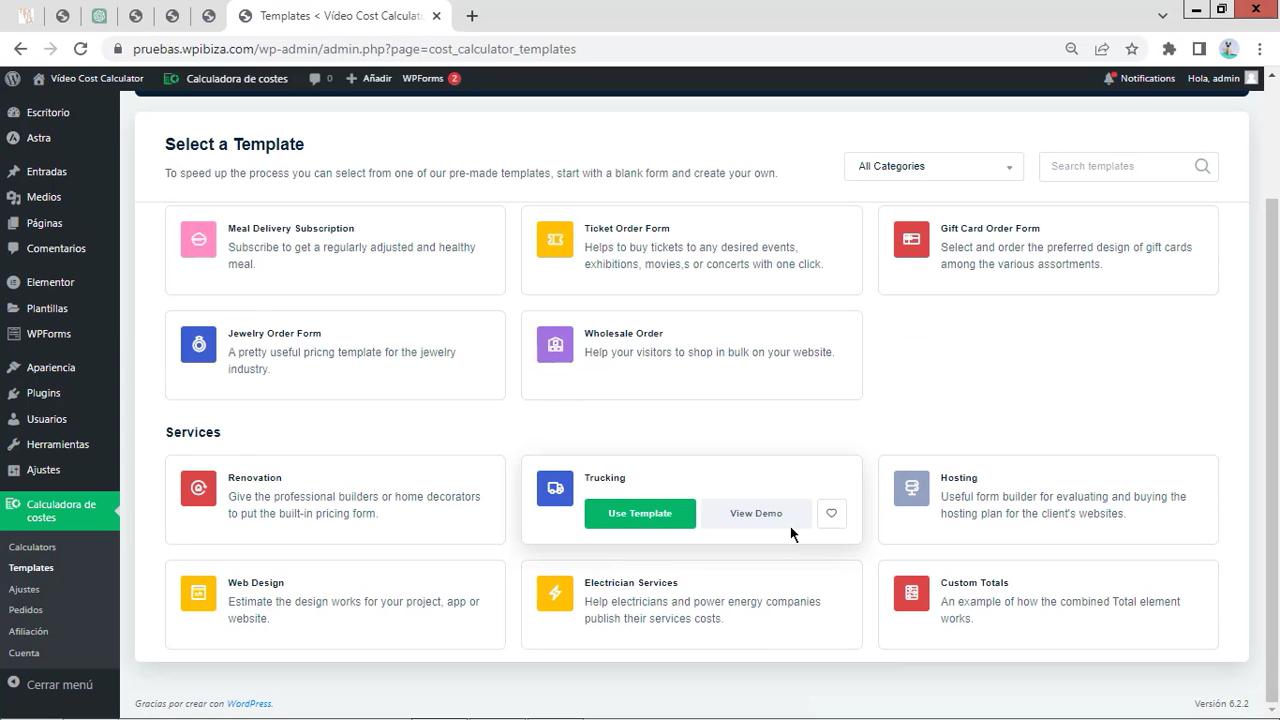 Templates < Vídeo Cost Calculat
pruebas.wpibiza.com/wp-admin/admin.php?page=cost_calculator_templates
Vídeo Cost Calculator
Calculadora de costes
0
Añadir
WPForms 2
Notifications
Hola, admin
Escritorio
Astra
Entradas
Medios
Páginas
Comentarios
Elementor
Plantillas
WPForms
Apariencia
Plugins
Usuarios
Herramientas
Ajustes
Calculadora de
costes
Calculators
Templates
Ajustes
Pedidos
Afiliación
Cuenta
Cerrar menú
Select a Template
To speed up the process you can select from one of our pre-made templates, start with a blank form and create your own.
All Categories
Search templates
Meal Delivery Subscription
Subscribe to get a regularly adjusted and healthy
meal.
Ticket Order Form
Helps to buy tickets to any desired events,
exhibitions, movies,s or concerts with one click.
Gift Card Order Form
Select and order the preferred design of gift cards
among the various assortments.
Jewelry Order Form
A pretty useful pricng template for the jewelry
industry.
Wholesale Order
Help your visitors to shop in bulk on your website.
Services
Renovation
Give the professional builders or home decorators
to put the built-in pricing form.
Trucking
Use Template
View Demo
Hosting
Useful form builder for evaluating and buying the
hosting plan for the client's websites.
Web Design
Estimate the design works for your project, app or
website.
Electrician Services
Help electricians and power energy companies
publish their services costs.
Custom Totals
An example of how the combined Total element
works.
Gracias por crear con WordPress.
Versión 6.2.2